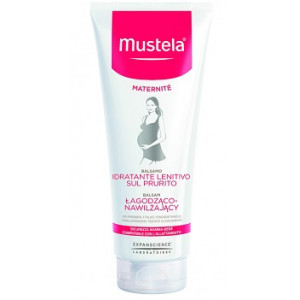 mustela
MATERNITÉ
BALSAMO
IDRATANTE LENITIVO
SUL PRURITO
BALSAM
ŁAGODZĄCO-
NAWILŻAJĄCY
EXPANSCIENCE
LABORATOIRES